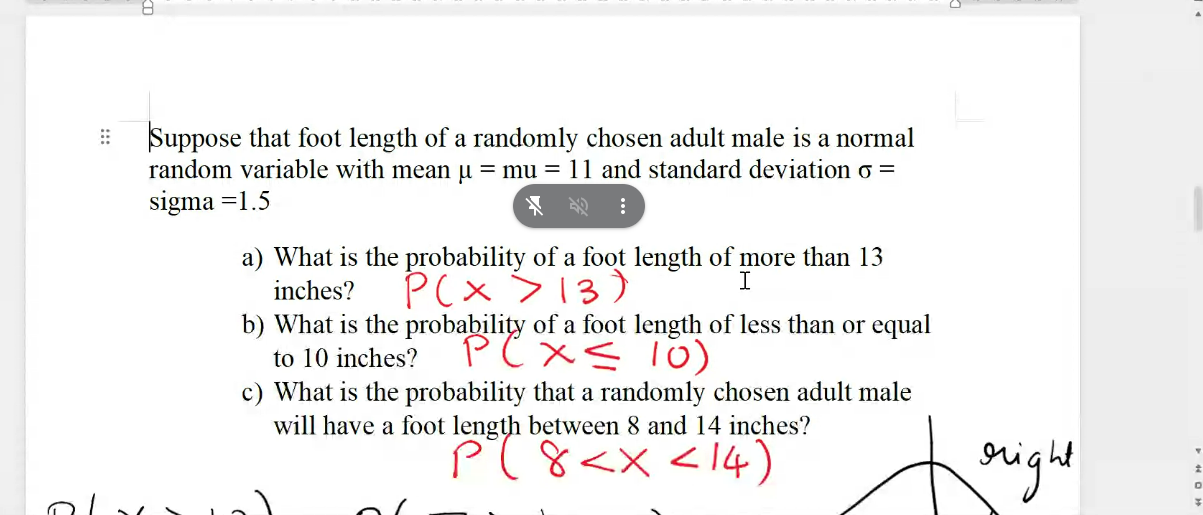 Suppose that foot length of a randomly chosen adult male is a normal
random variable with mean μ = mu = 11 and standard deviation σ =
sigma =1.5
a) What is the probability of a foot length of more than 13
inches? P(X > 13)
b) What is the probability of a foot length of less than or equal
to 10 inches? P(X ≤ 10)
c) What is the probability that a randomly chosen adult male
will have a foot length between 8 and 14 inches?
P(8 < X < 14)
right